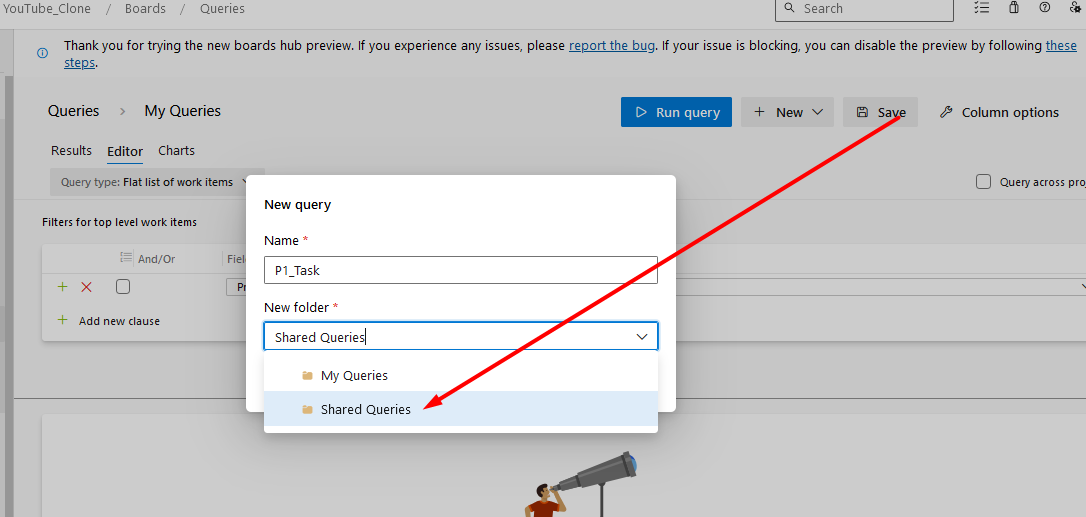 YouTube_Clone / Boards / Queries
Search
Thank you for trying the new boards hub preview. If you experience any issues, please report the bug. If your issue is blocking, you can disable the preview by following these
steps.
Queries > My Queries
Run query
New
Save
Column options
Results Editor Charts
Query type: Flat list of work items
Query across pro
Filters for top level work items
And/Or
Fiel
Pr
Add new clause
New query
Name *
P1_Task
New folder *
Shared Queries
My Queries
Shared Queries